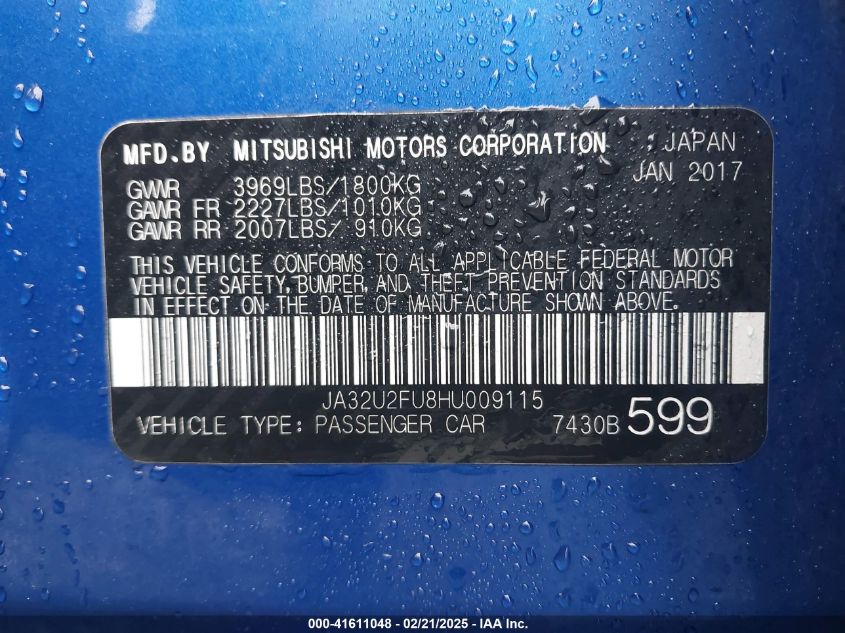 MFD.BY MITSUBISHI MOTORS CORPORATION JAPAN
JAN 2017
GVWR 3969LBS/1800KG
GAWR FR 2227LBS/1010KG
GAWR RR 2007LBS/ 910KG
THIS VEHICLE CONFORMS TO ALL APPLICABLE FEDERAL MOTOR
VEHICLE SAFETY, BUMPER, AND THEFT PREVENTION STANDARDS
IN EFFECT ON THE DATE OF MANUFACTURE SHOWN ABOVE.
JA32U2FU8HU009115
VEHICLE TYPE: PASSENGER CAR 7430B 599
000-41611048 - 02/21/2025 - IAA Inc.